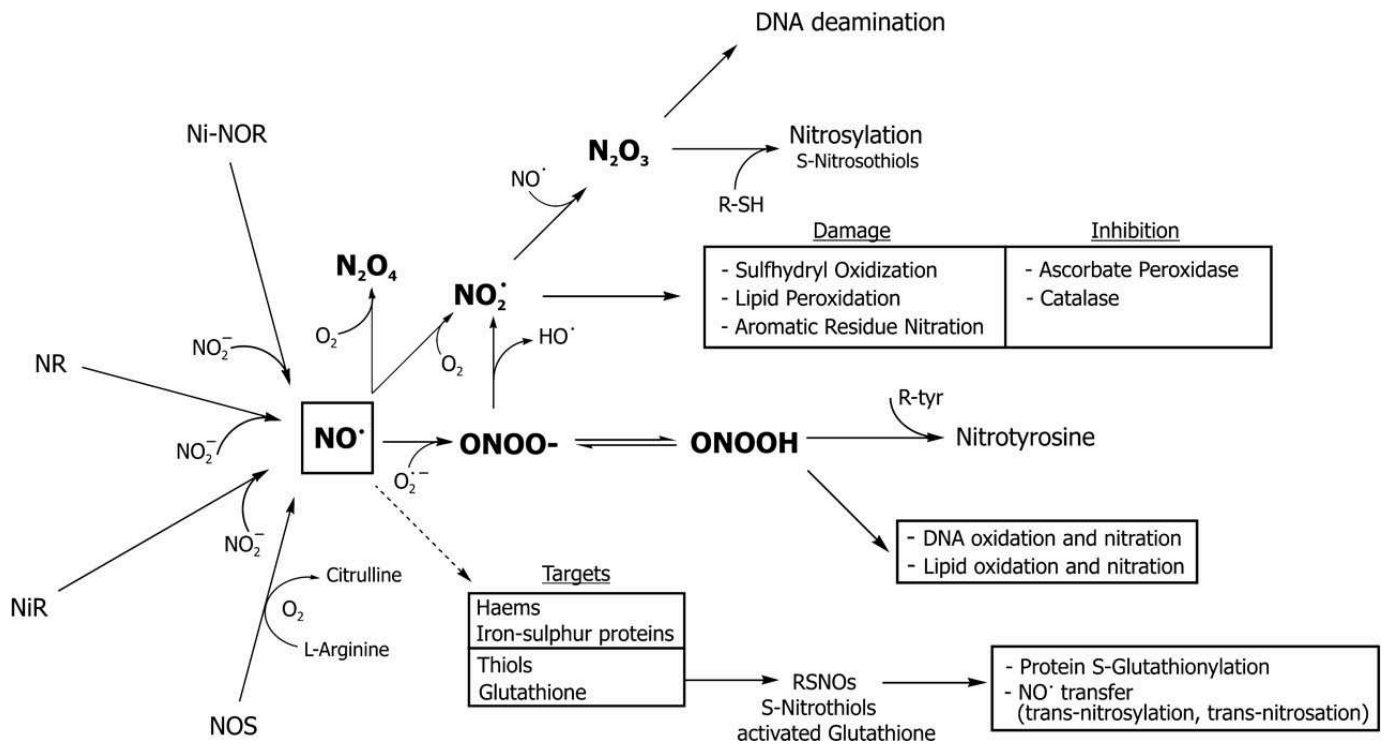 DNA deamination
Ni-NOR
N₂O₃
Nitrosylation
S-Nitrosothiols
NO˙
R-SH
Damage
Inhibition
- Sulfhydryl Oxidization
- Lipid Peroxidation
- Aromatic Residue Nitration
- Ascorbate Peroxidase
- Catalase
N₂O₄
NO₂˙
O₂
O₂
HO˙
NO₂⁻
NR
NO₂⁻
NO˙
ONOO-
O₂˙⁻
ONOOH
R-tyr
Nitrotyrosine
NO₂⁻
- DNA oxidation and nitration
- Lipid oxidation and nitration
NiR
Citrulline
O₂
L-Arginine
NOS
Targets
Haems
Iron-sulphur proteins
Thiols
Glutathione
RSNOs
S-Nitrothiols
activated Glutathione
- Protein S-Glutathionylation
- NO˙ transfer
(trans-nitrosylation, trans-nitrosation)